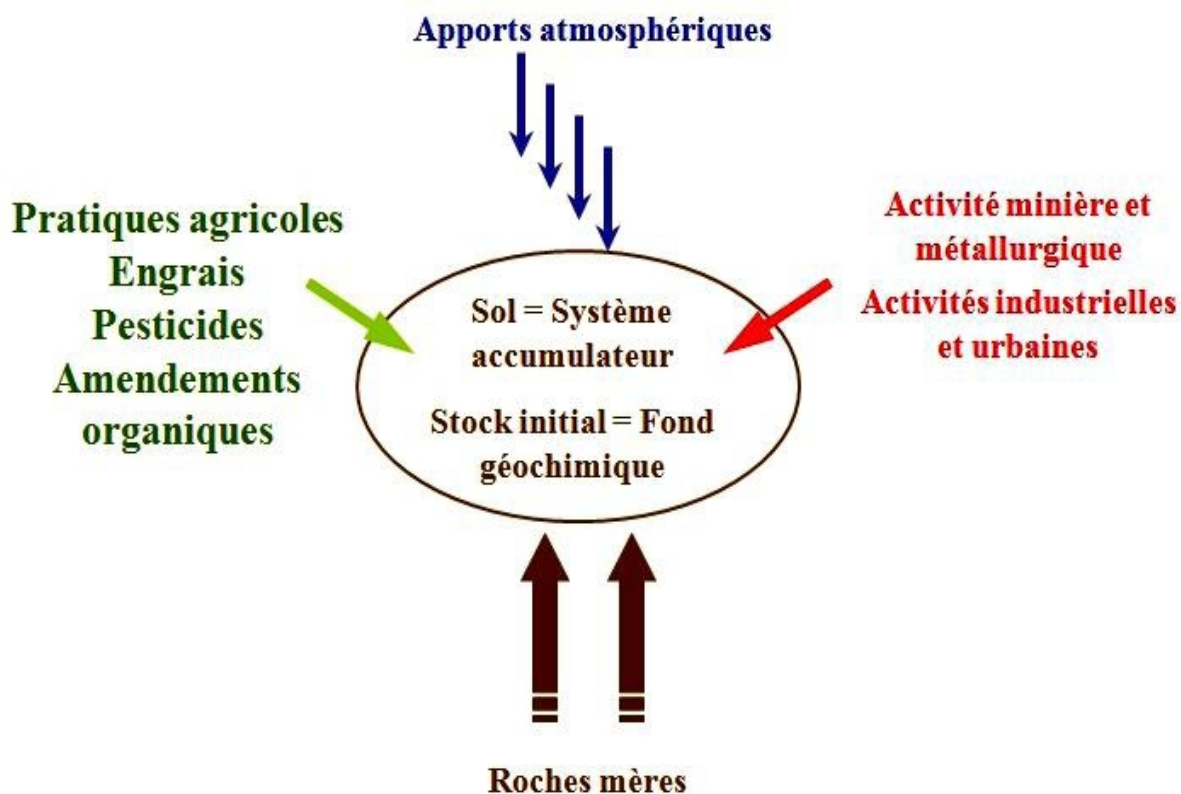 Apports atmosphériques
Pratiques agricoles
Engrais
Pesticides
Amendements
organiques
Sol = Système
accumulateur
Stock initial = Fond
géochimique
Activité minière et
métallurgique
Activités industrielles
et urbaines
Roches mères